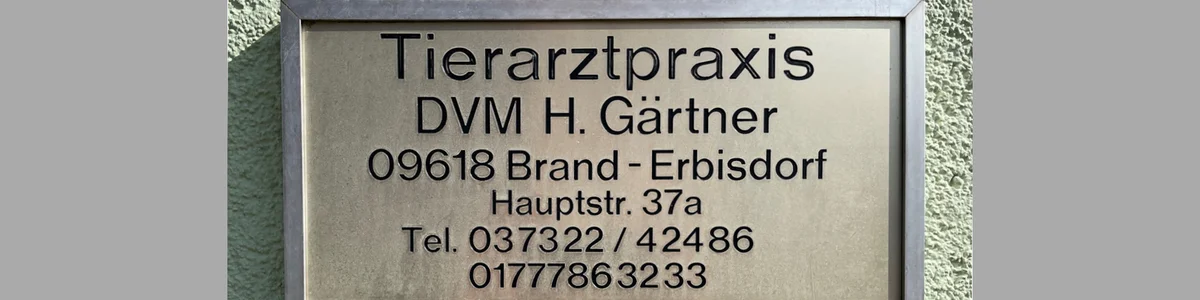 Tierarztpraxis
DVM H. Gärtner
09618 Brand - Erbisdorf
Hauptstr. 37a
Tel. 037322 / 42486
01777863233